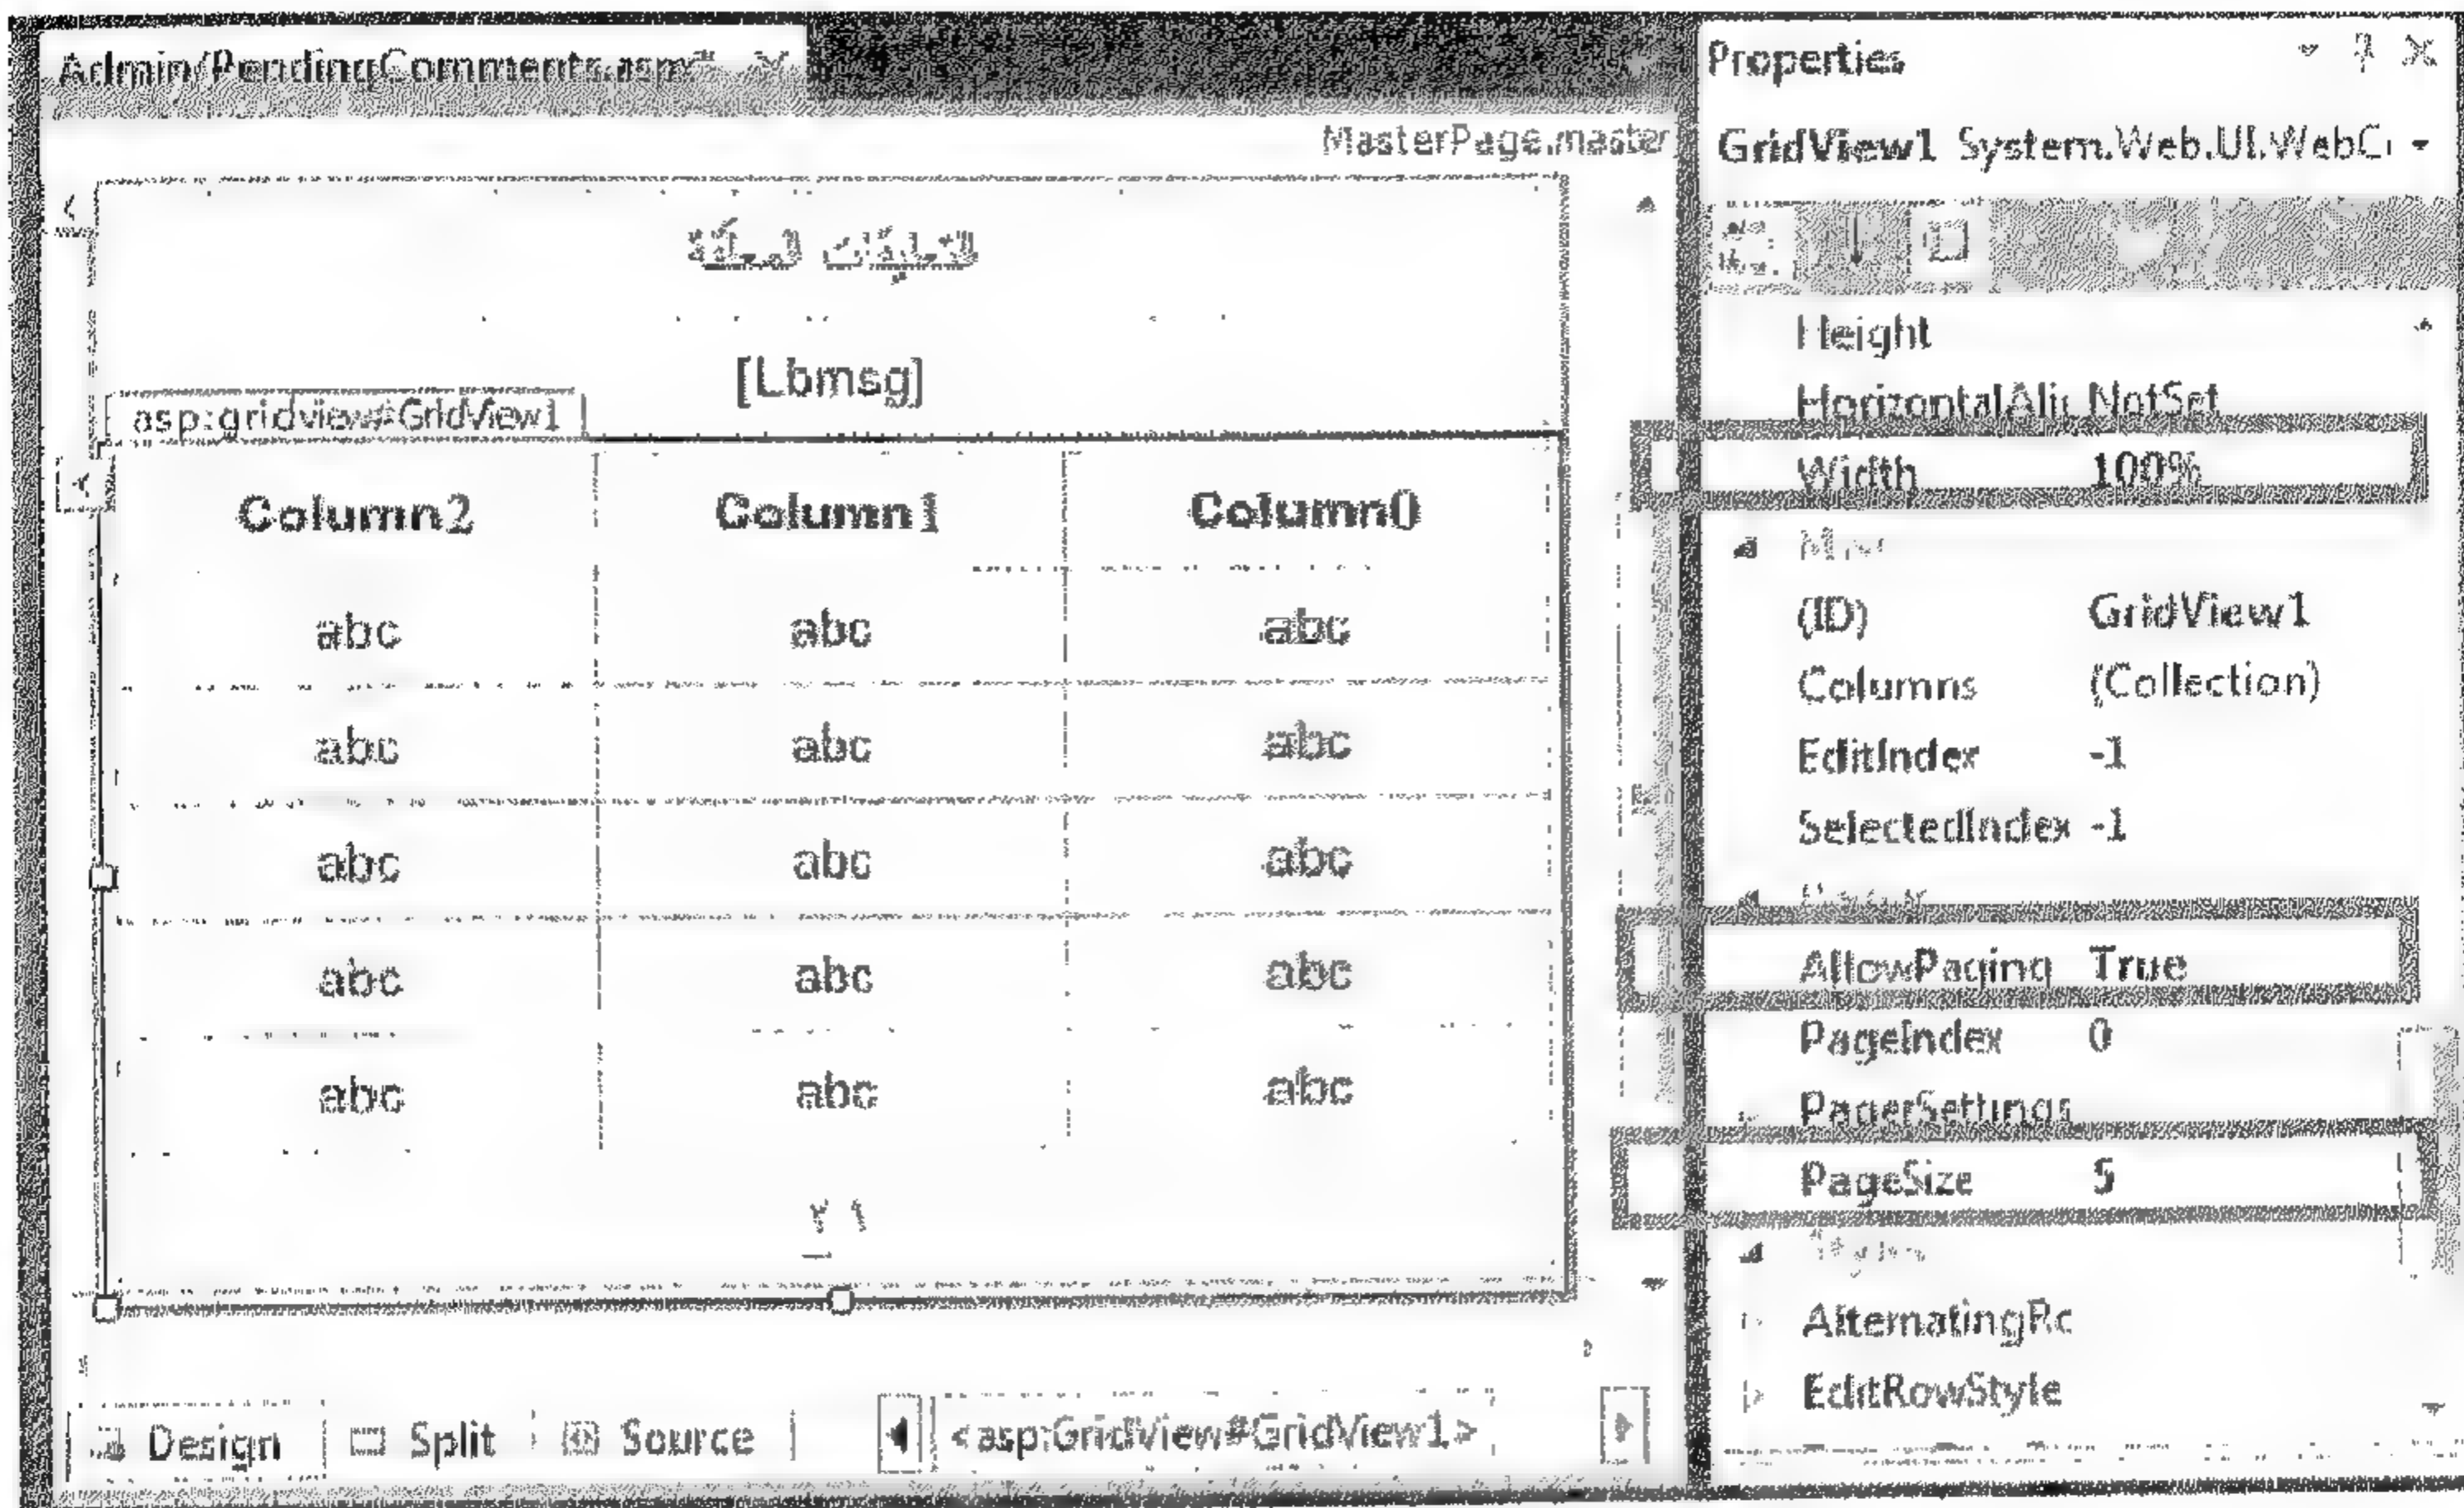 Admin/PendingComments.aspx*
MasterPage.master
[Lbmsg]
asp:gridview#GridView1
Column2 Column1 Column0
abc abc abc
abc abc abc
abc abc abc
abc abc abc
abc abc abc
Design Split Source <asp:GridView#GridView1>
Properties
GridView1 System.Web.UI.WebC
Height
HorizontalAli NotSet
Width 100%
Misc
(ID) GridView1
Columns (Collection)
EditIndex -1
SelectedIndex -1
AllowPaging True
PageIndex 0
PagerSettings
PageSize 5
Styles
AlternatingRo
EditRowStyle